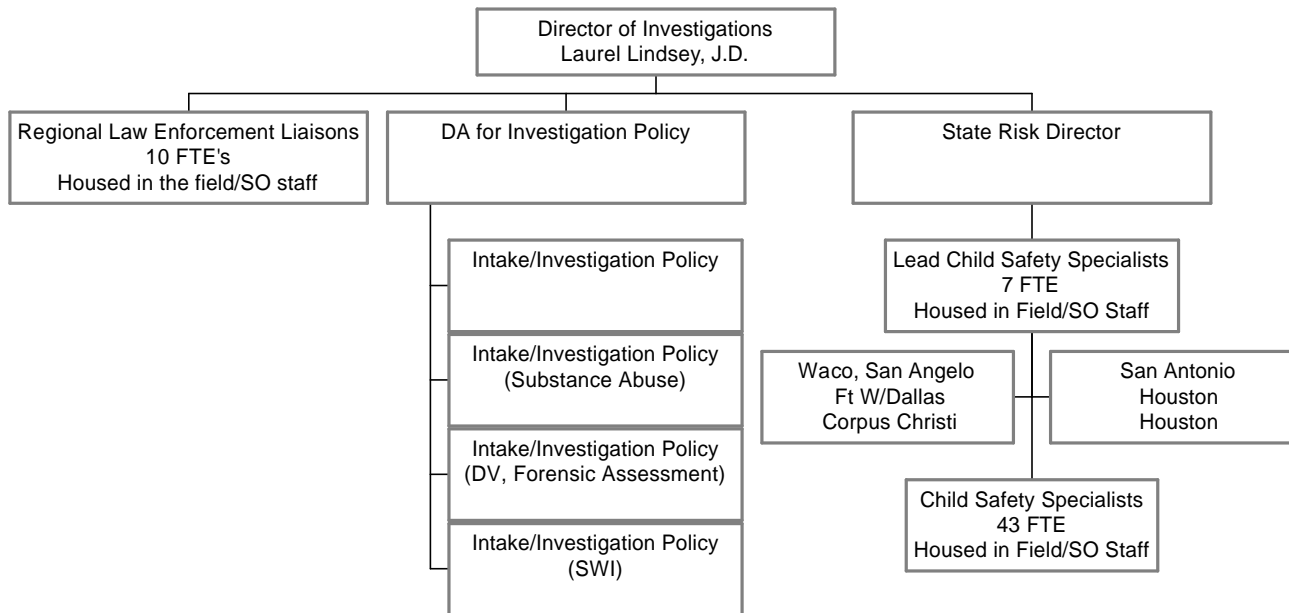 Director of Investigations
Laurel Lindsey, J.D.
Regional Law Enforcement Liaisons
10 FTE's
Housed in the field/SO staff
DA for Investigation Policy
State Risk Director
Intake/Investigation Policy
Intake/Investigation Policy
(Substance Abuse)
Intake/Investigation Policy
(DV, Forensic Assessment)
Intake/Investigation Policy
(SWI)
Lead Child Safety Specialists
7 FTE
Housed in Field/SO Staff
Waco, San Angelo
Ft W/Dallas
Corpus Christi
San Antonio
Houston
Houston
Child Safety Specialists
43 FTE
Housed in Field/SO Staff